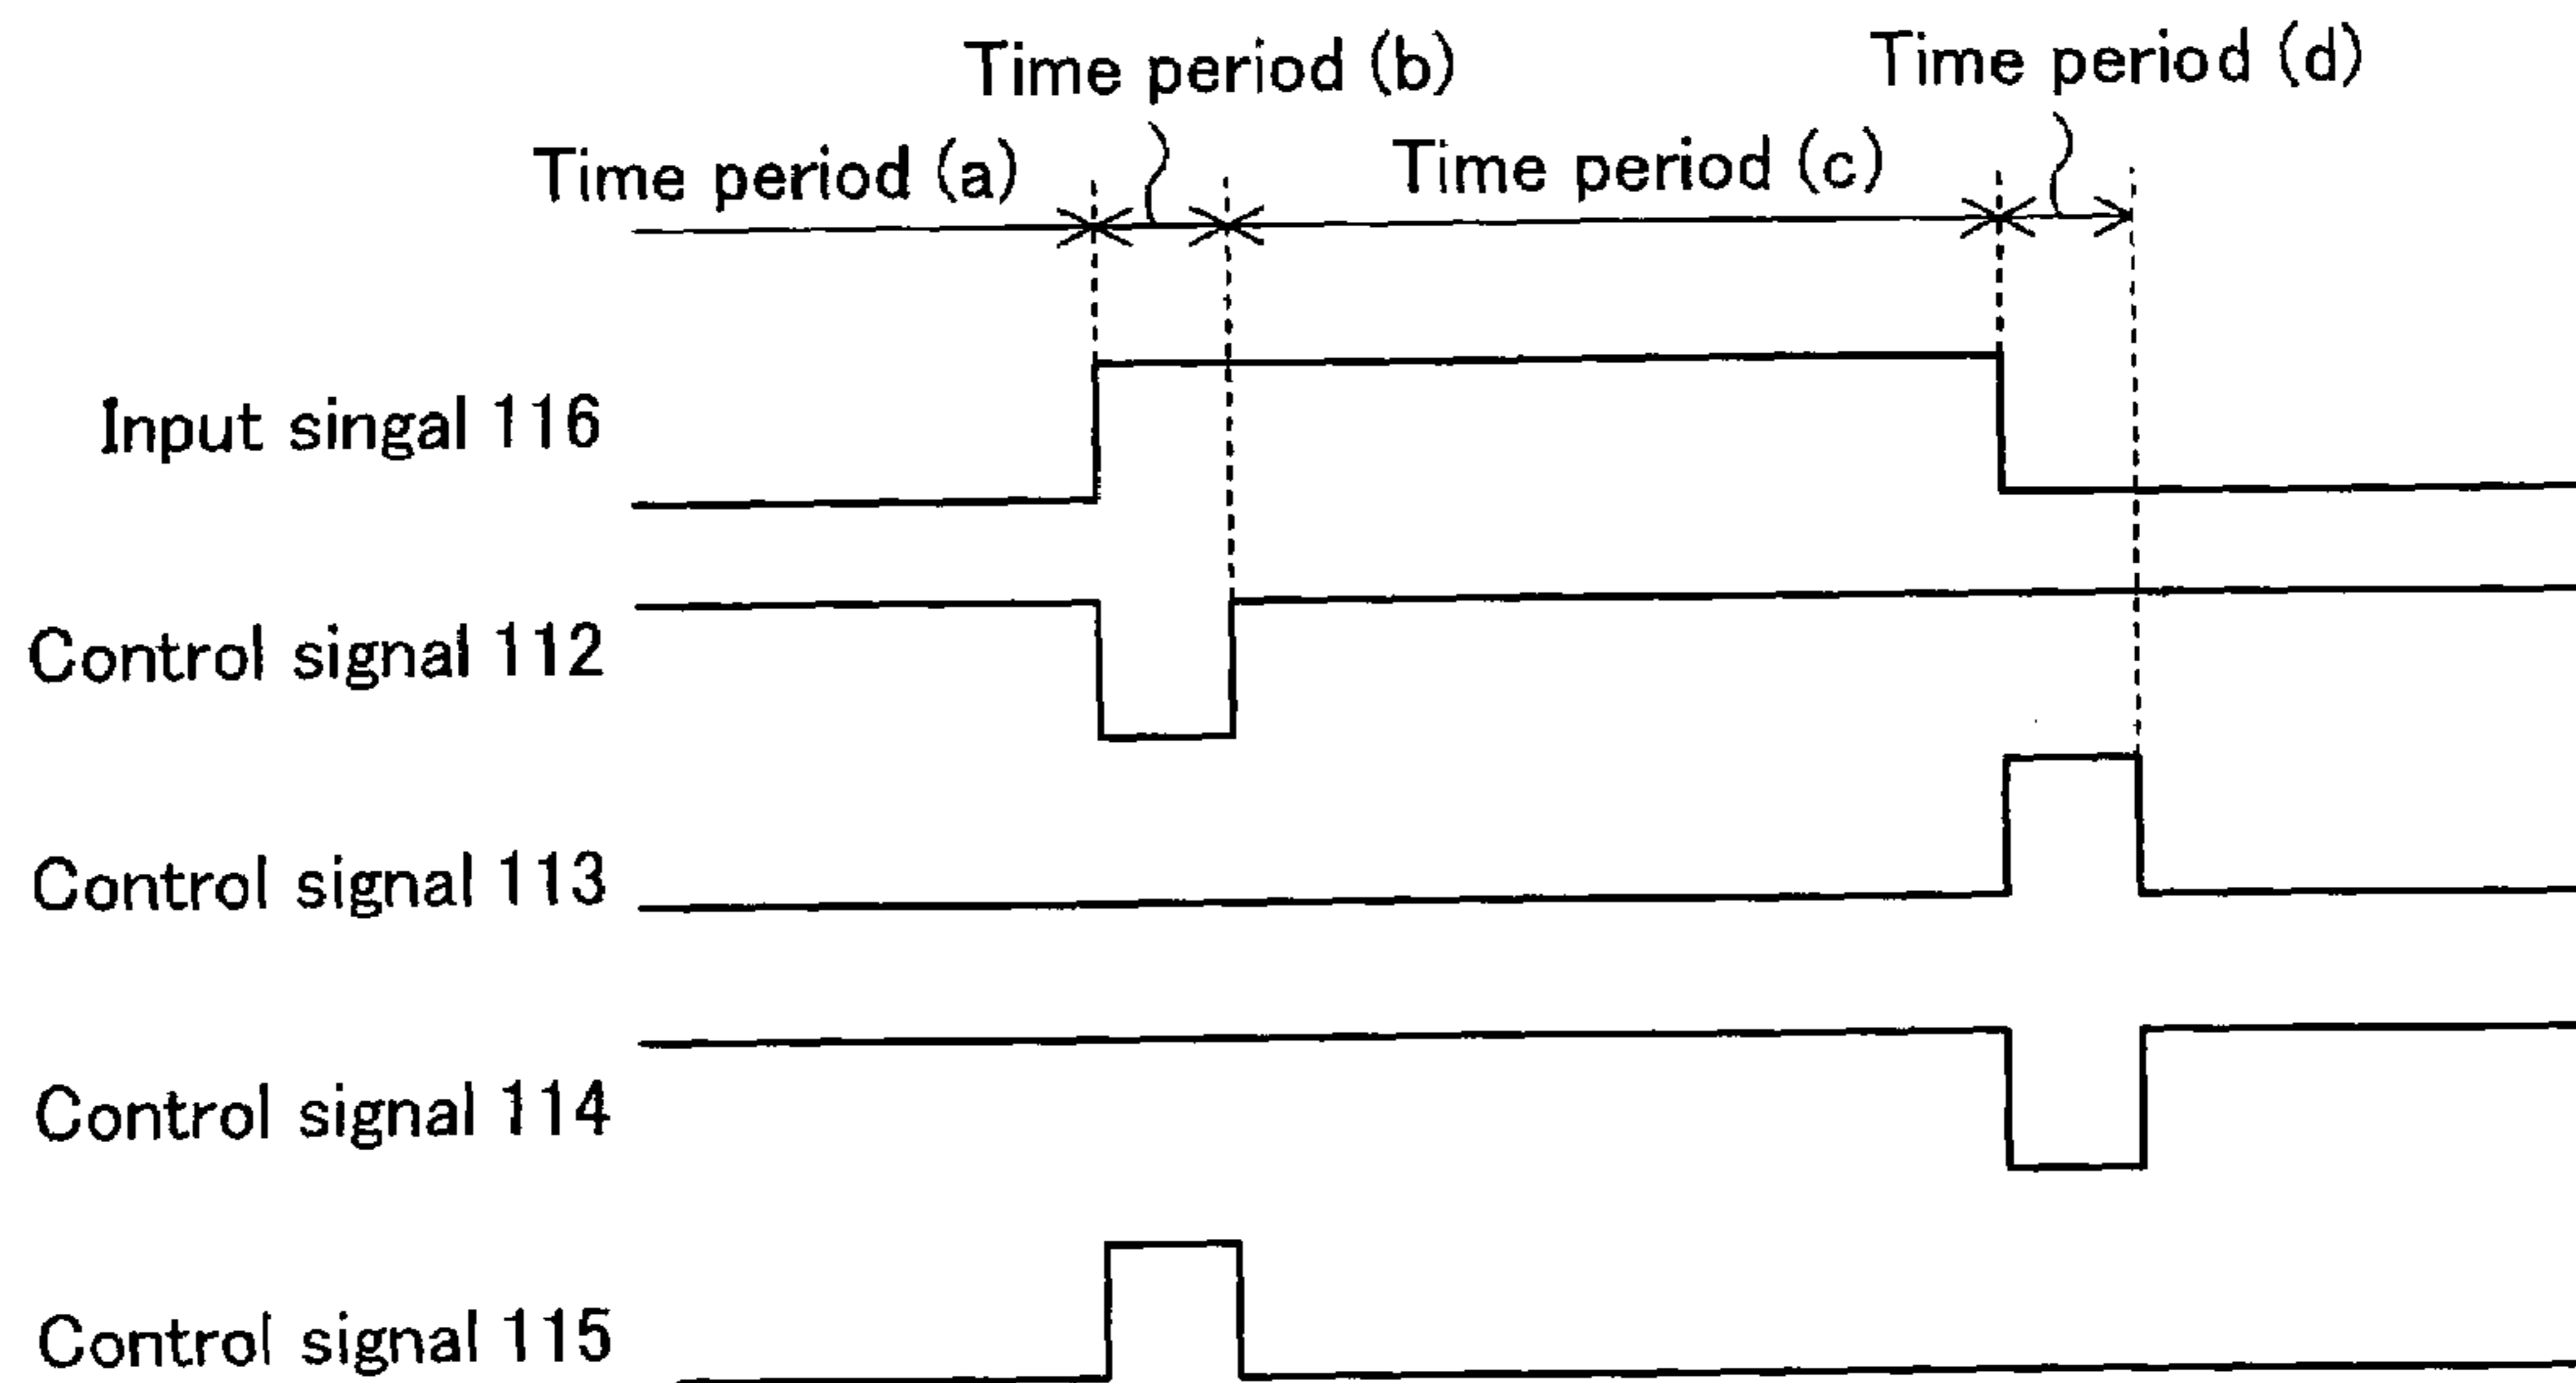 Time period (b)
Time period (d)
Time period (a)
Time period (c)
Input singal 116
Control signal 112
Control signal 113
Control signal 114
Control signal 115